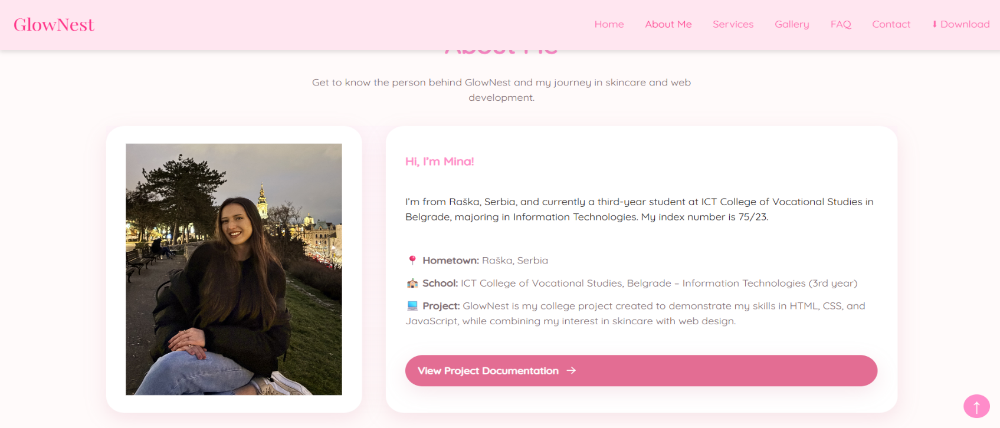 GlowNest
Home About Me Services Gallery FAQ Contact ⬇ Download
About Me
Get to know the person behind GlowNest and my journey in skincare and web
development.
Hi, I'm Mina!
I'm from Raška, Serbia, and currently a third-year student at ICT College of Vocational Studies in
Belgrade, majoring in Information Technologies. My index number is 75/23.
📍 Hometown: Raška, Serbia
🏫 School: ICT College of Vocational Studies, Belgrade – Information Technologies (3rd year)
💻 Project: GlowNest is my college project created to demonstrate my skills in HTML, CSS, and
JavaScript, while combining my interest in skincare with web design.
View Project Documentation →
↑